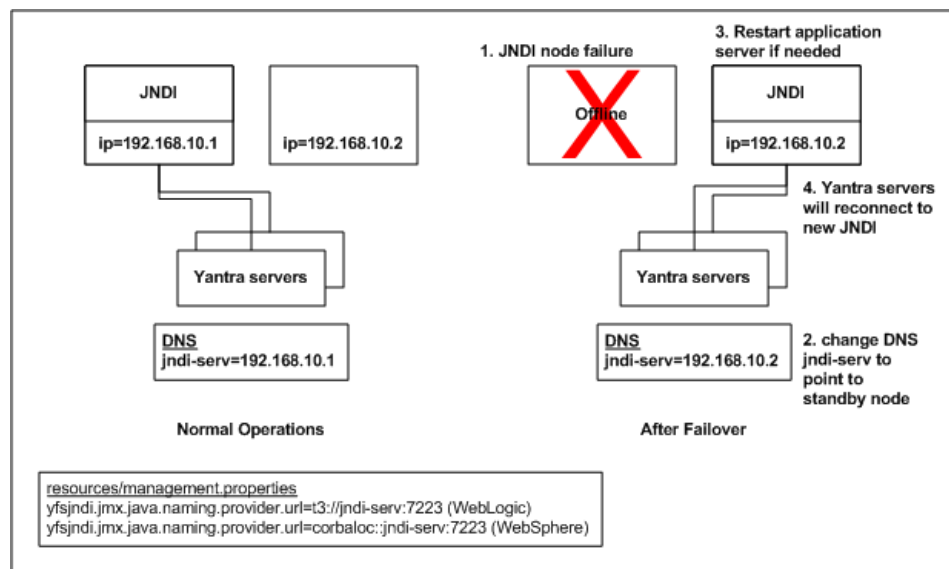 JNDI
ip=192.168.10.1
ip=192.168.10.2
Yantra servers
DNS
jndi-serv=192.168.10.1
Normal Operations
1. JNDI node failure
Offline
3. Restart application
server if needed
JNDI
ip=192.168.10.2
4. Yantra servers
will reconnect to
new JNDI
Yantra servers
DNS
jndi-serv=192.168.10.2
2. change DNS
jndi-serv to
point to
standby node
After Failover
resources/management.properties
yfsjndi.jmx.java.naming.provider.url=t3://jndi-serv:7223 (WebLogic)
yfsjndi.jmx.java.naming.provider.url=corbaloc::jndi-serv:7223 (WebSphere)